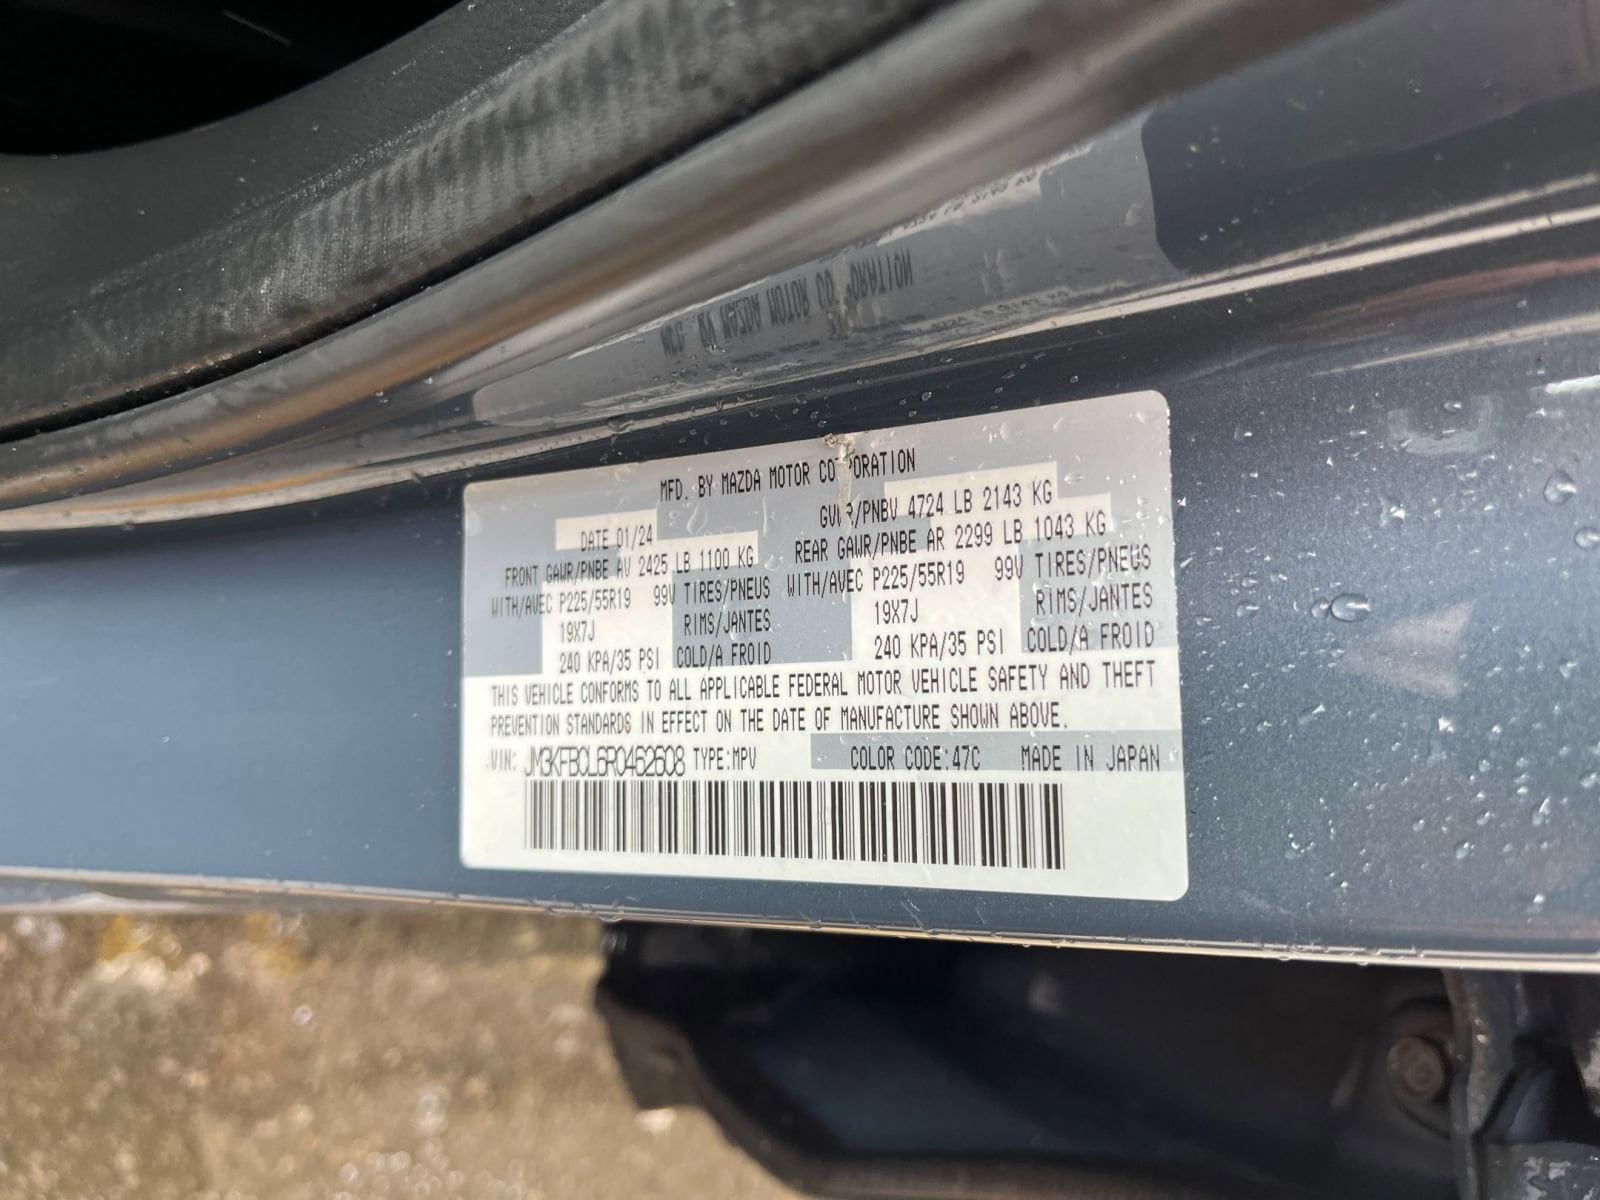 MFD. BY MAZDA MOTOR CORPORATION
DATE 01/24 GVWR/PNBV 4724 LB 2143 KG
FRONT GAWR/PNBE AV 2425 LB 1100 KG REAR GAWR/PNBE AR 2299 LB 1043 KG
WITH/AVEC P225/55R19 99V TIRES/PNEUS WITH/AVEC P225/55R19 99V TIRES/PNEUS
19X7J RIMS/JANTES 19X7J RIMS/JANTES
240 KPA/35 PSI COLD/A FROID 240 KPA/35 PSI COLD/A FROID
THIS VEHICLE CONFORMS TO ALL APPLICABLE FEDERAL MOTOR VEHICLE SAFETY AND THEFT
PREVENTION STANDARDS IN EFFECT ON THE DATE OF MANUFACTURE SHOWN ABOVE.
VIN: JM3KFBCL6R0462608 TYPE:MPV COLOR CODE:47C MADE IN JAPAN